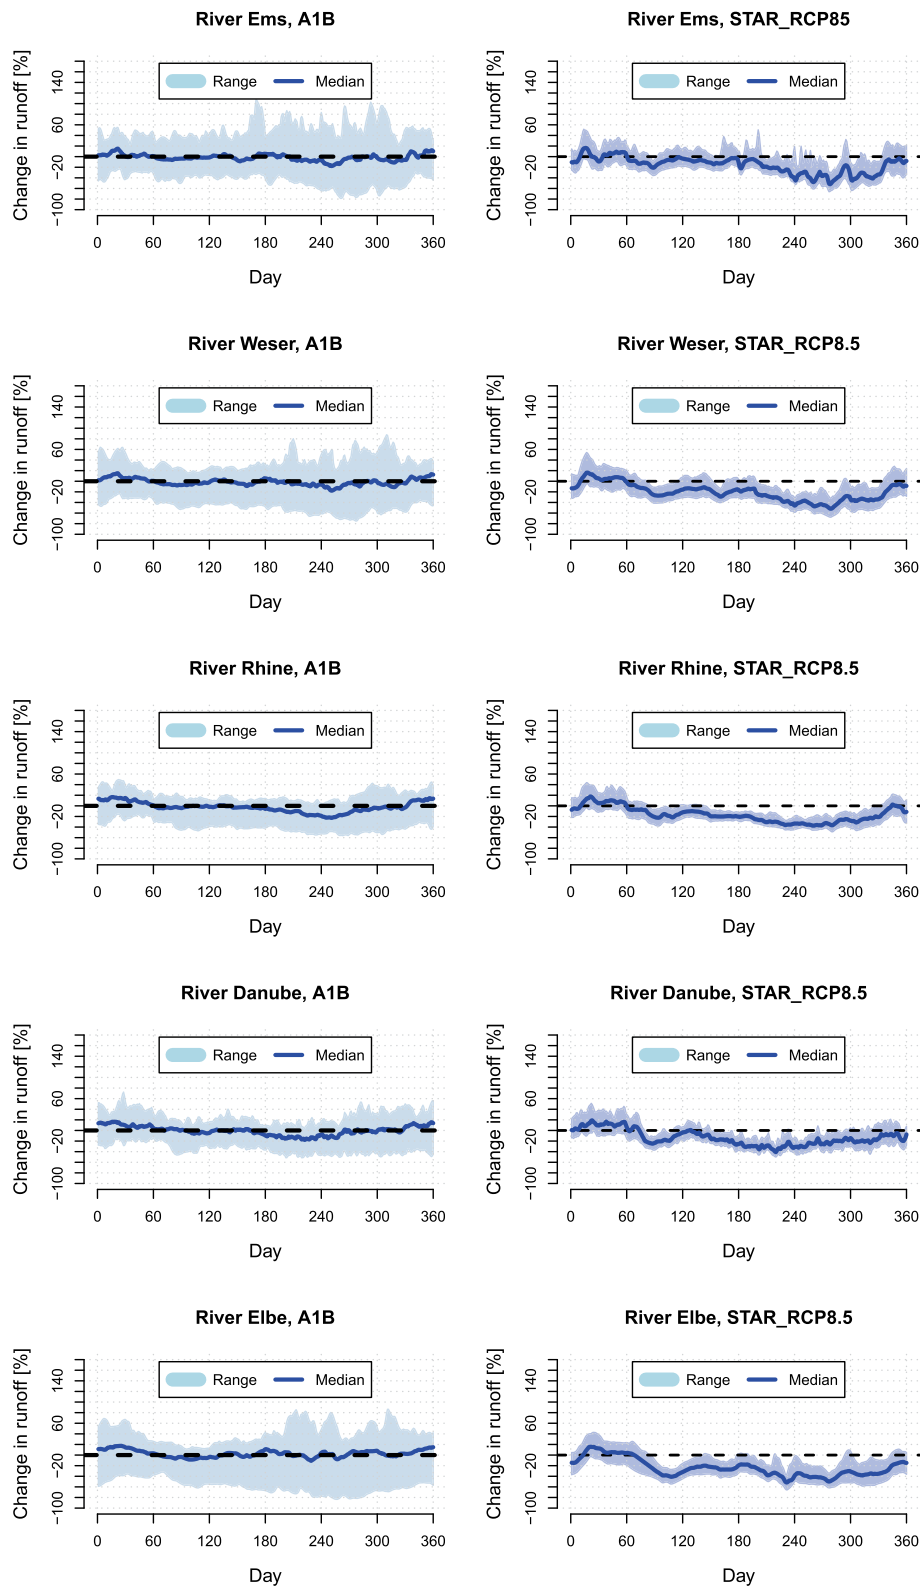 River Ems, A1B
Change in runoff [%]
140
60
−20
−100
Range Median
0 60 120 180 240 300 360
Day
River Ems, STAR_RCP85
Change in runoff [%]
140
60
−20
−100
Range Median
0 60 120 180 240 300 360
Day
River Weser, A1B
Change in runoff [%]
140
60
−20
−100
Range Median
0 60 120 180 240 300 360
Day
River Weser, STAR_RCP8.5
Change in runoff [%]
140
60
−20
−100
Range Median
0 60 120 180 240 300 360
Day
River Rhine, A1B
Change in runoff [%]
140
60
−20
−100
Range Median
0 60 120 180 240 300 360
Day
River Rhine, STAR_RCP8.5
Change in runoff [%]
140
60
−20
−100
Range Median
0 60 120 180 240 300 360
Day
River Danube, A1B
Change in runoff [%]
140
60
−20
−100
Range Median
0 60 120 180 240 300 360
Day
River Danube, STAR_RCP8.5
Change in runoff [%]
140
60
−20
−100
Range Median
0 60 120 180 240 300 360
Day
River Elbe, A1B
Change in runoff [%]
140
60
−20
−100
Range Median
0 60 120 180 240 300 360
Day
River Elbe, STAR_RCP8.5
Change in runoff [%]
140
60
−20
−100
Range Median
0 60 120 180 240 300 360
Day